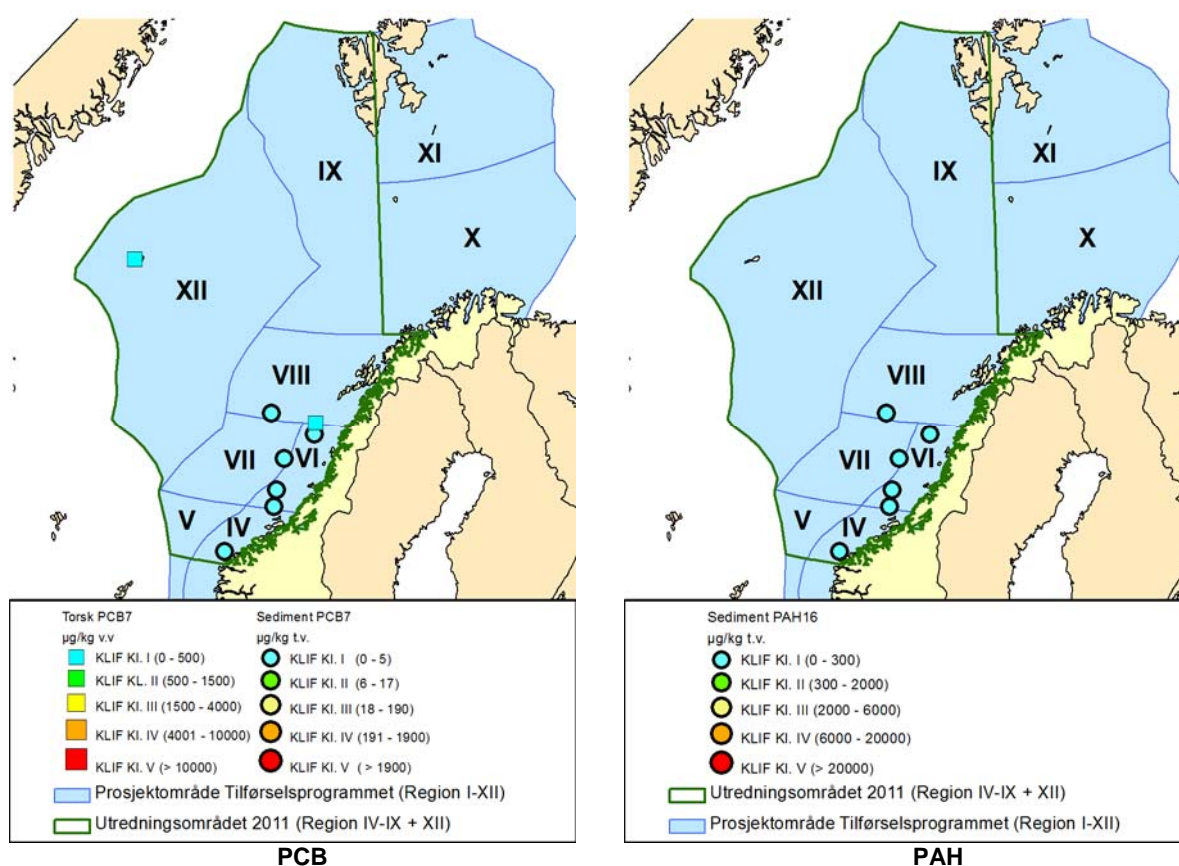 XI
IX
X
XII
VIII
VII
VI
V
IV
Torsk PCB7
µg/kg v.v
KLIF Kl. I (0 - 500)
KLIF KL. II (500 - 1500)
KLIF Kl. III (1500 - 4000)
KLIF Kl. IV (4001 - 10000)
KLIF Kl. V (> 10000)
Sediment PCB7
µg/kg t.v.
KLIF Kl. I (0 - 5)
KLIF Kl. II (6 - 17)
KLIF Kl. III (18 - 190)
KLIF Kl. IV (191 - 1900)
KLIF Kl. V (> 1900)
Prosjektområde Tilførselsprogrammet (Region I-XII)
Utredningsområdet 2011 (Region IV-IX + XII)
PCB
XI
IX
X
XII
VIII
VII
VI
V
IV
Sediment PAH16
µg/kg t.v.
KLIF Kl. I (0 - 300)
KLIF Kl. II (300 - 2000)
KLIF Kl. III (2000 - 6000)
KLIF Kl. IV (6000 - 20000)
KLIF Kl. V (> 20000)
Utredningsområdet 2011 (Region IV-IX + XII)
Prosjektområde Tilførselsprogrammet (Region I-XII)
PAH